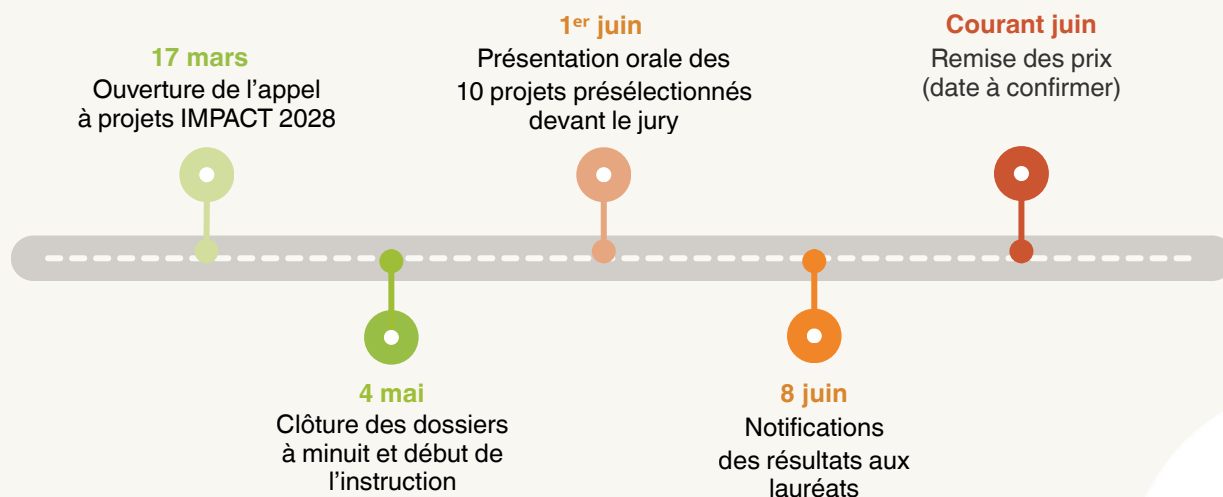 17 mars
Ouverture de l’appel
à projets IMPACT 2028
4 mai
Clôture des dossiers
à minuit et début de
l’instruction
1er juin
Présentation orale des
10 projets présélectionnés
devant le jury
8 juin
Notifications
des résultats aux
lauréats
Courant juin
Remise des prix
(date à confirmer)